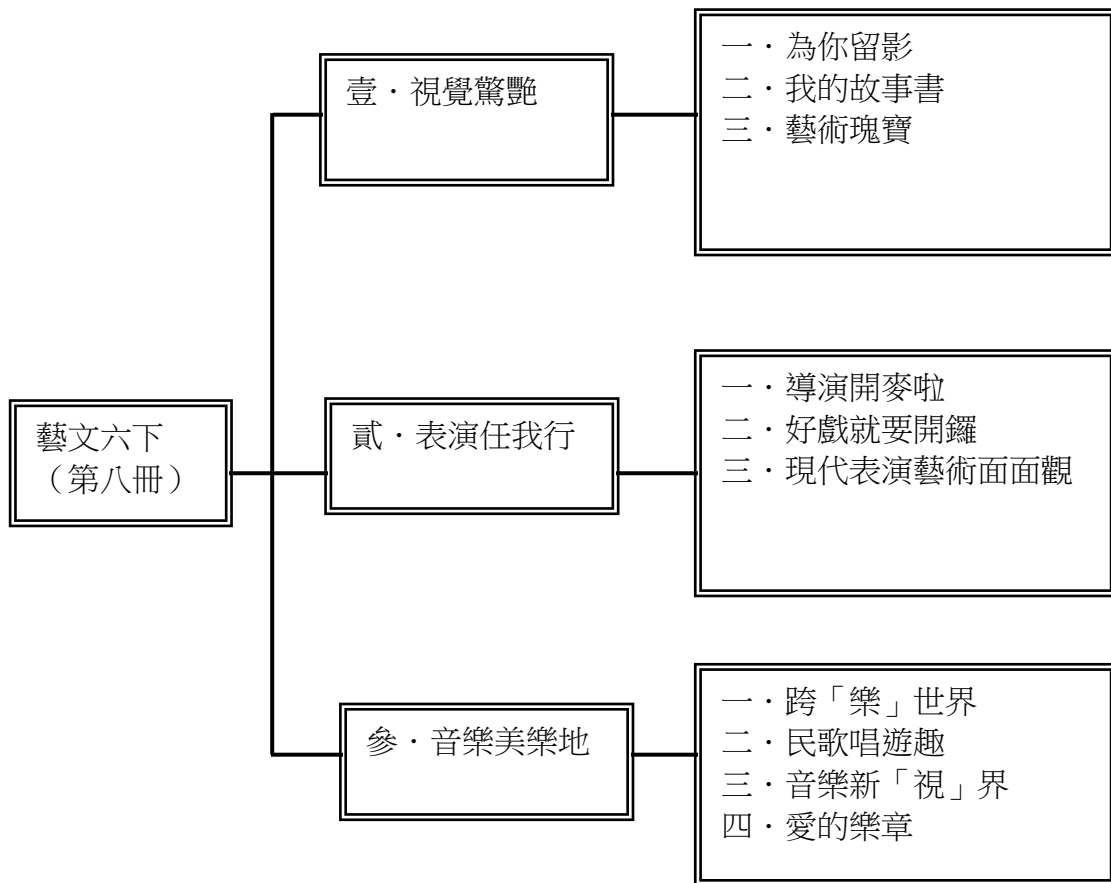 藝文六下
（第八冊）
壹．視覺驚艷
一．為你留影
二．我的故事書
三．藝術瑰寶
貳．表演任我行
一．導演開麥啦
二．好戲就要開鑼
三．現代表演藝術面面觀
參．音樂美樂地
一．跨「樂」世界
二．民歌唱遊趣
三．音樂新「視」界
四．愛的樂章